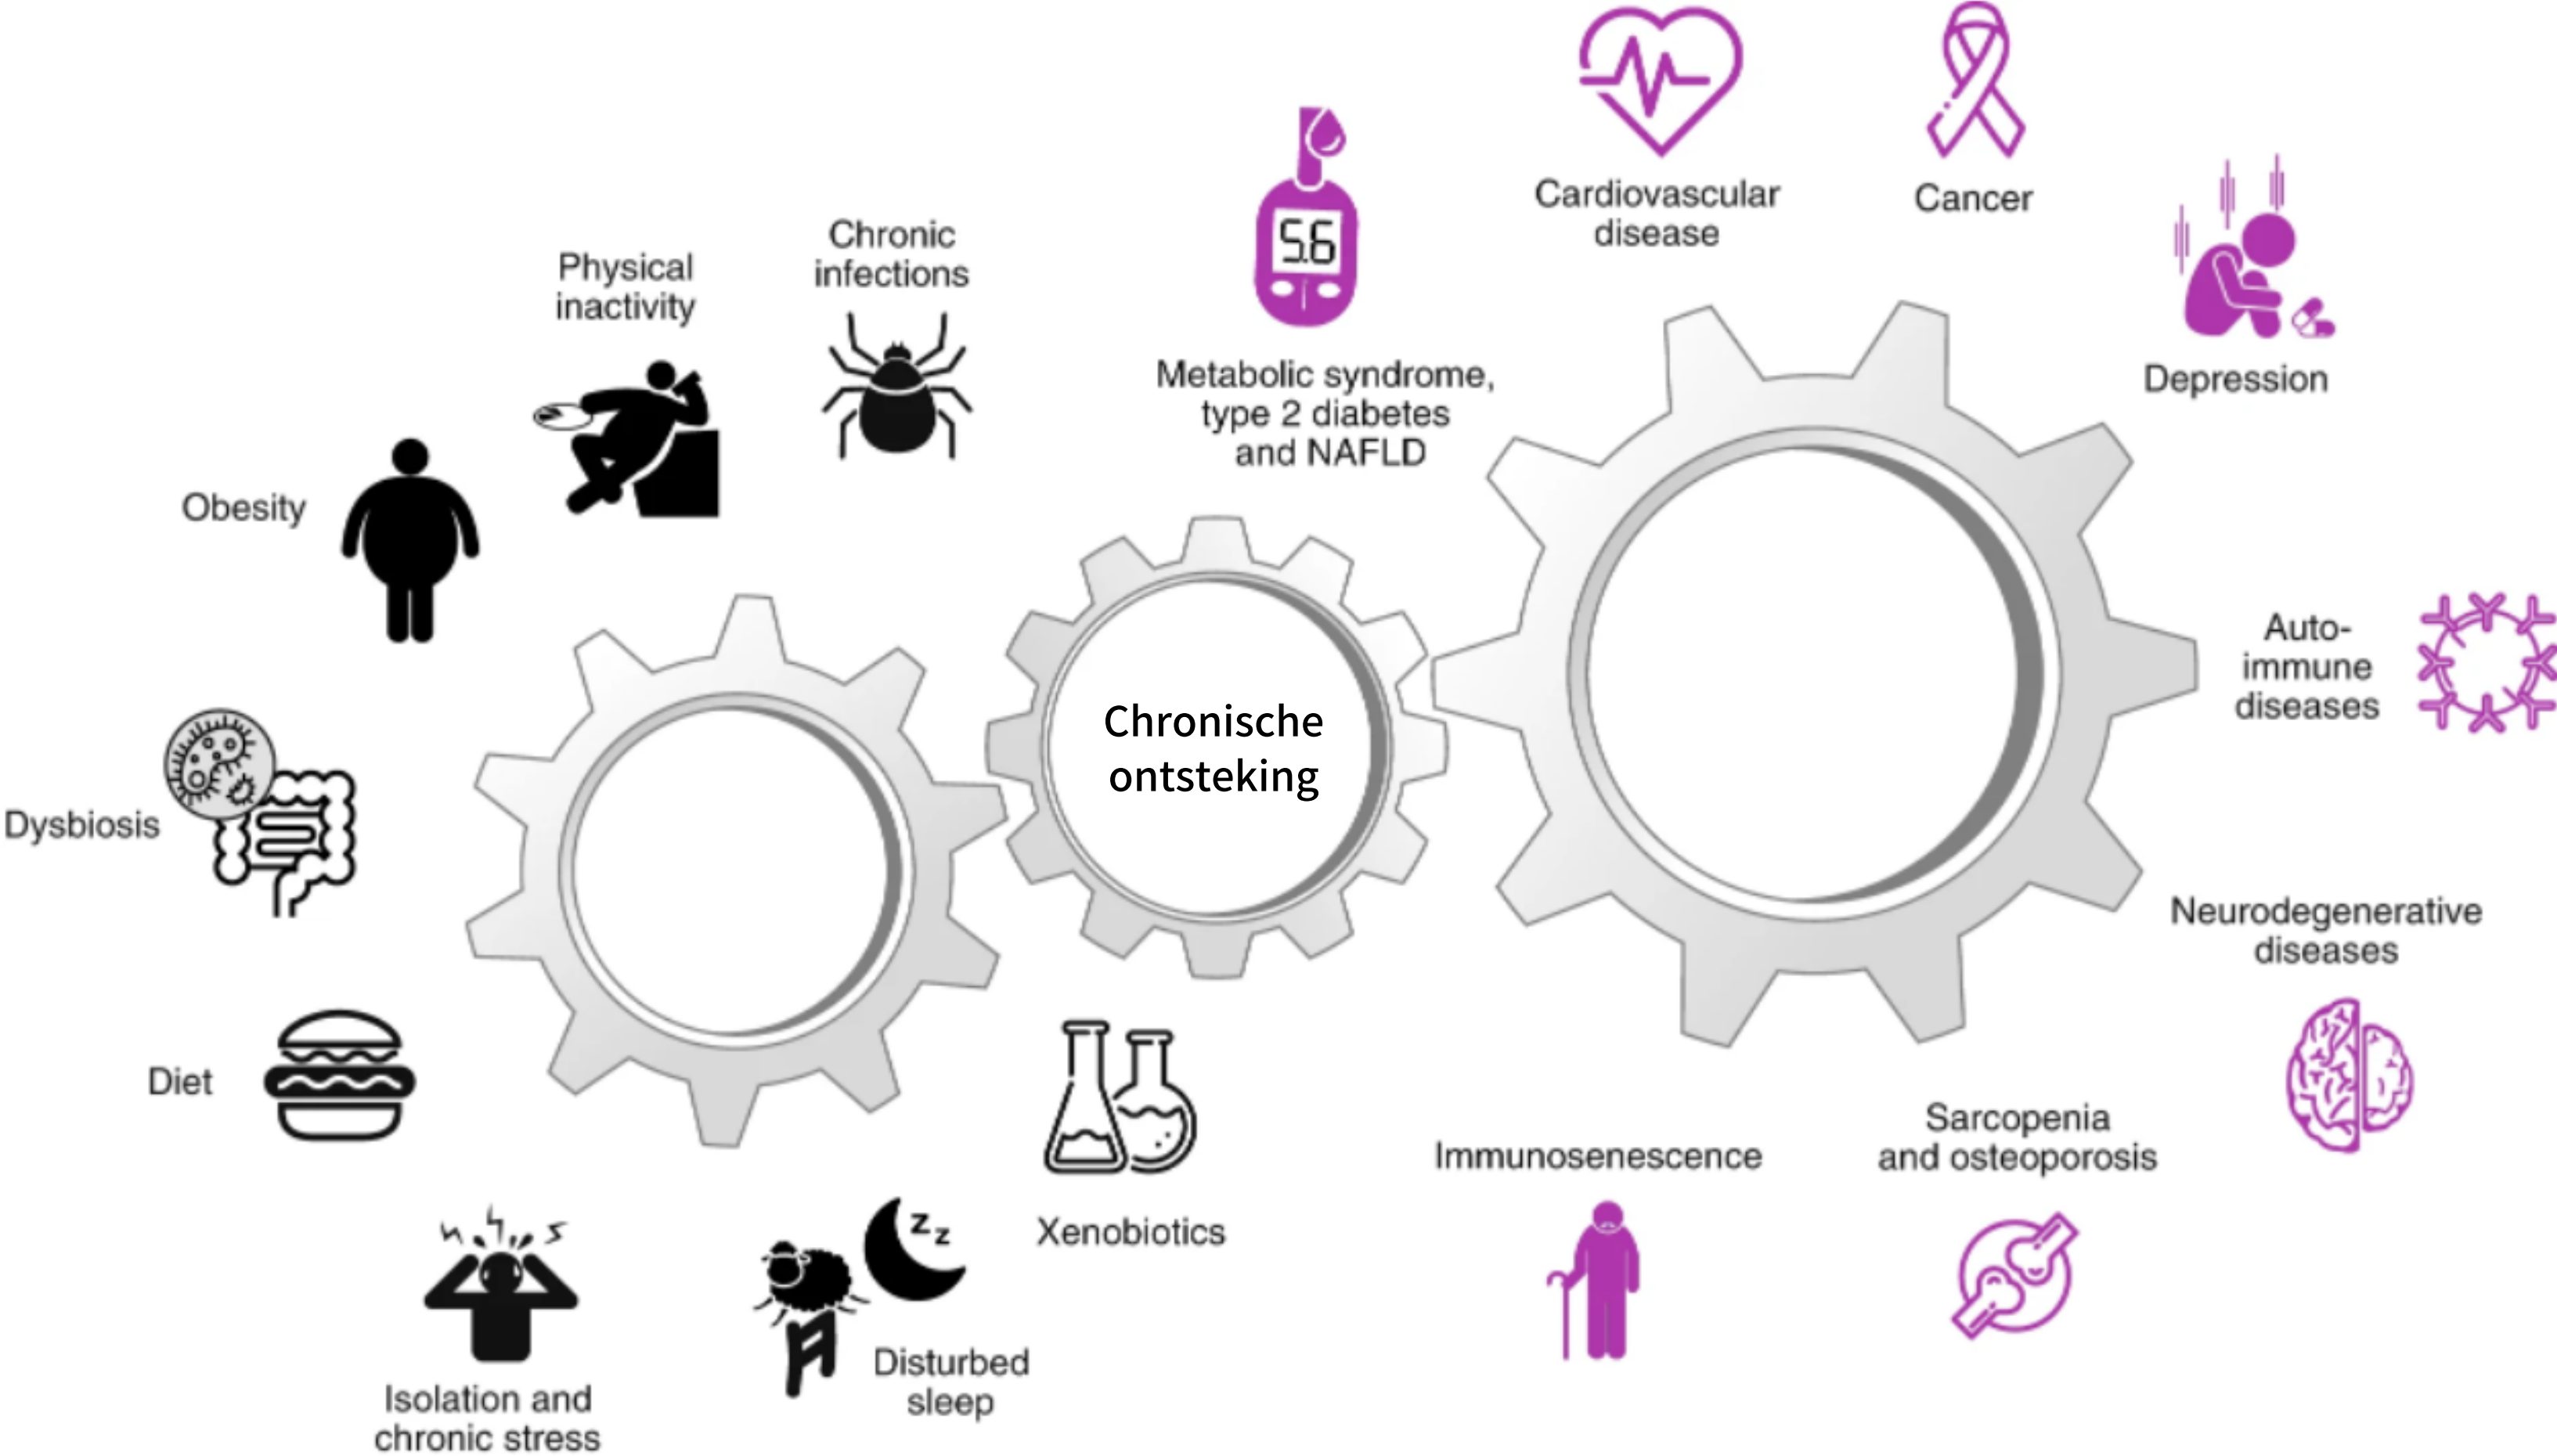 Cardiovascular
disease
Cancer
Chronic
infections
Physical
inactivity
5.6
Metabolic syndrome,
type 2 diabetes
and NAFLD
Depression
Obesity
Auto-
immune
diseases
Chronische
ontsteking
Dysbiosis
Neurodegenerative
diseases
Diet
Sarcopenia
and osteoporosis
Immunosenescence
Xenobiotics
z z
Disturbed
sleep
Isolation and
chronic stress